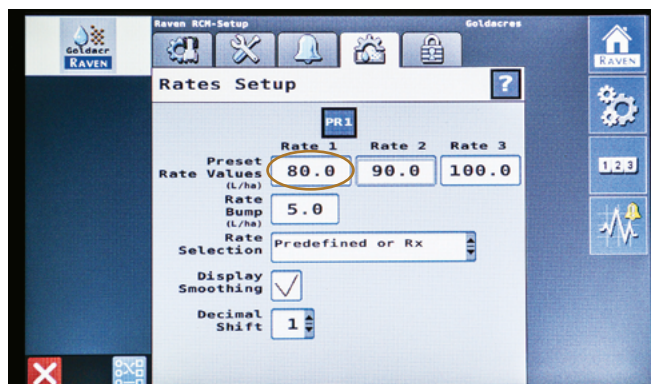 Raven RCM-Setup Goldacres
Goldacr
RAVEN
RAVEN
Rates Setup ?
PR1
Rate 1 Rate 2 Rate 3
Preset
Rate Values 80.0 90.0 100.0
(L/ha)
Rate
Bump 5.0
(L/ha)
Rate
Selection Predefined or Rx
Display
Smoothing
Decimal
Shift 1
1,2,3